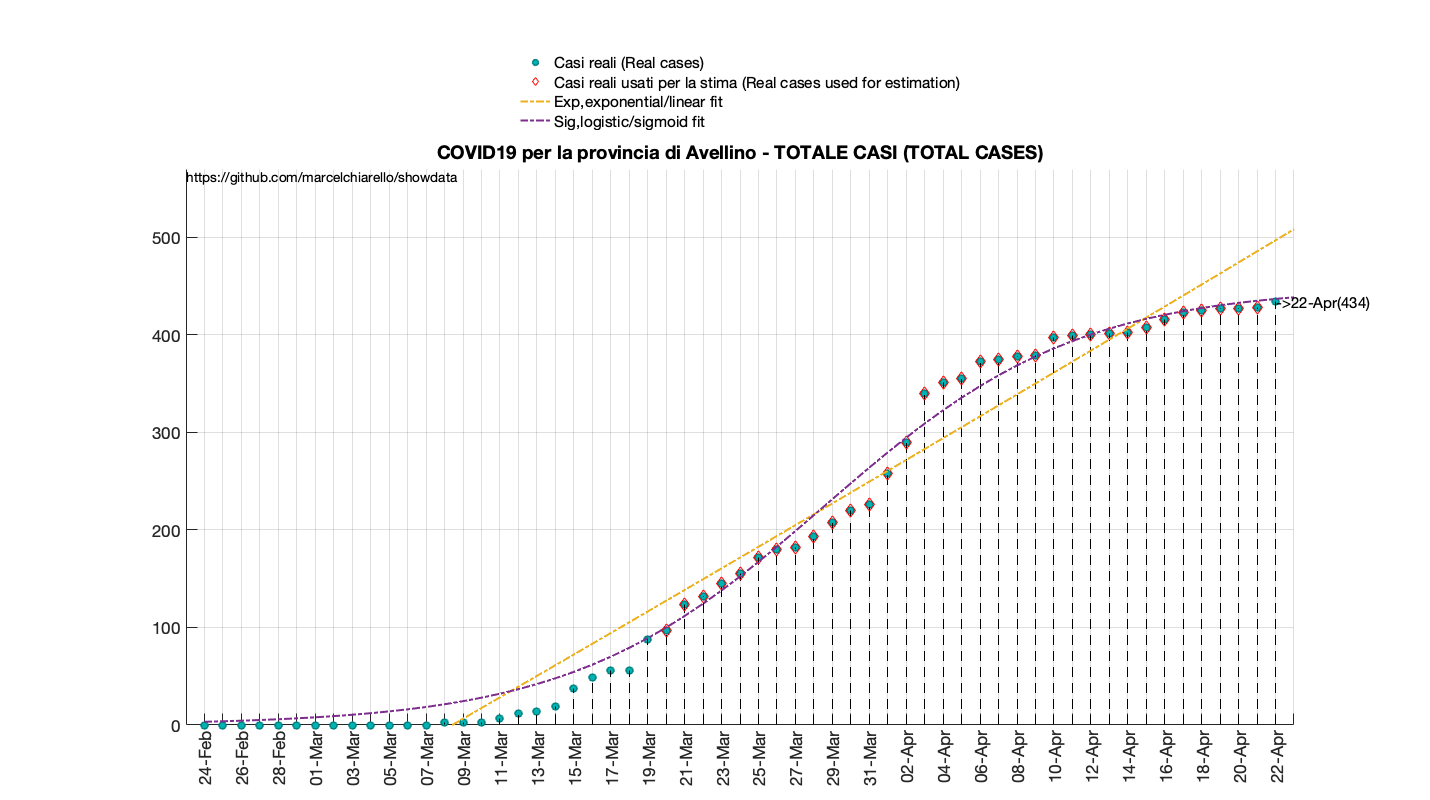 Casi reali (Real cases)
Casi reali usati per la stima (Real cases used for estimation)
Exp,exponential/linear fit
Sig,logistic/sigmoid fit
COVID19 per la provincia di Avellino - TOTALE CASI (TOTAL CASES)
https://github.com/marcelchiarello/showdata
500
400
300
200
100
0
->22-Apr(434)
24-Feb
26-Feb
28-Feb
01-Mar
03-Mar
05-Mar
07-Mar
09-Mar
11-Mar
13-Mar
15-Mar
17-Mar
19-Mar
21-Mar
23-Mar
25-Mar
27-Mar
29-Mar
31-Mar
02-Apr
04-Apr
06-Apr
08-Apr
10-Apr
12-Apr
14-Apr
16-Apr
18-Apr
20-Apr
22-Apr